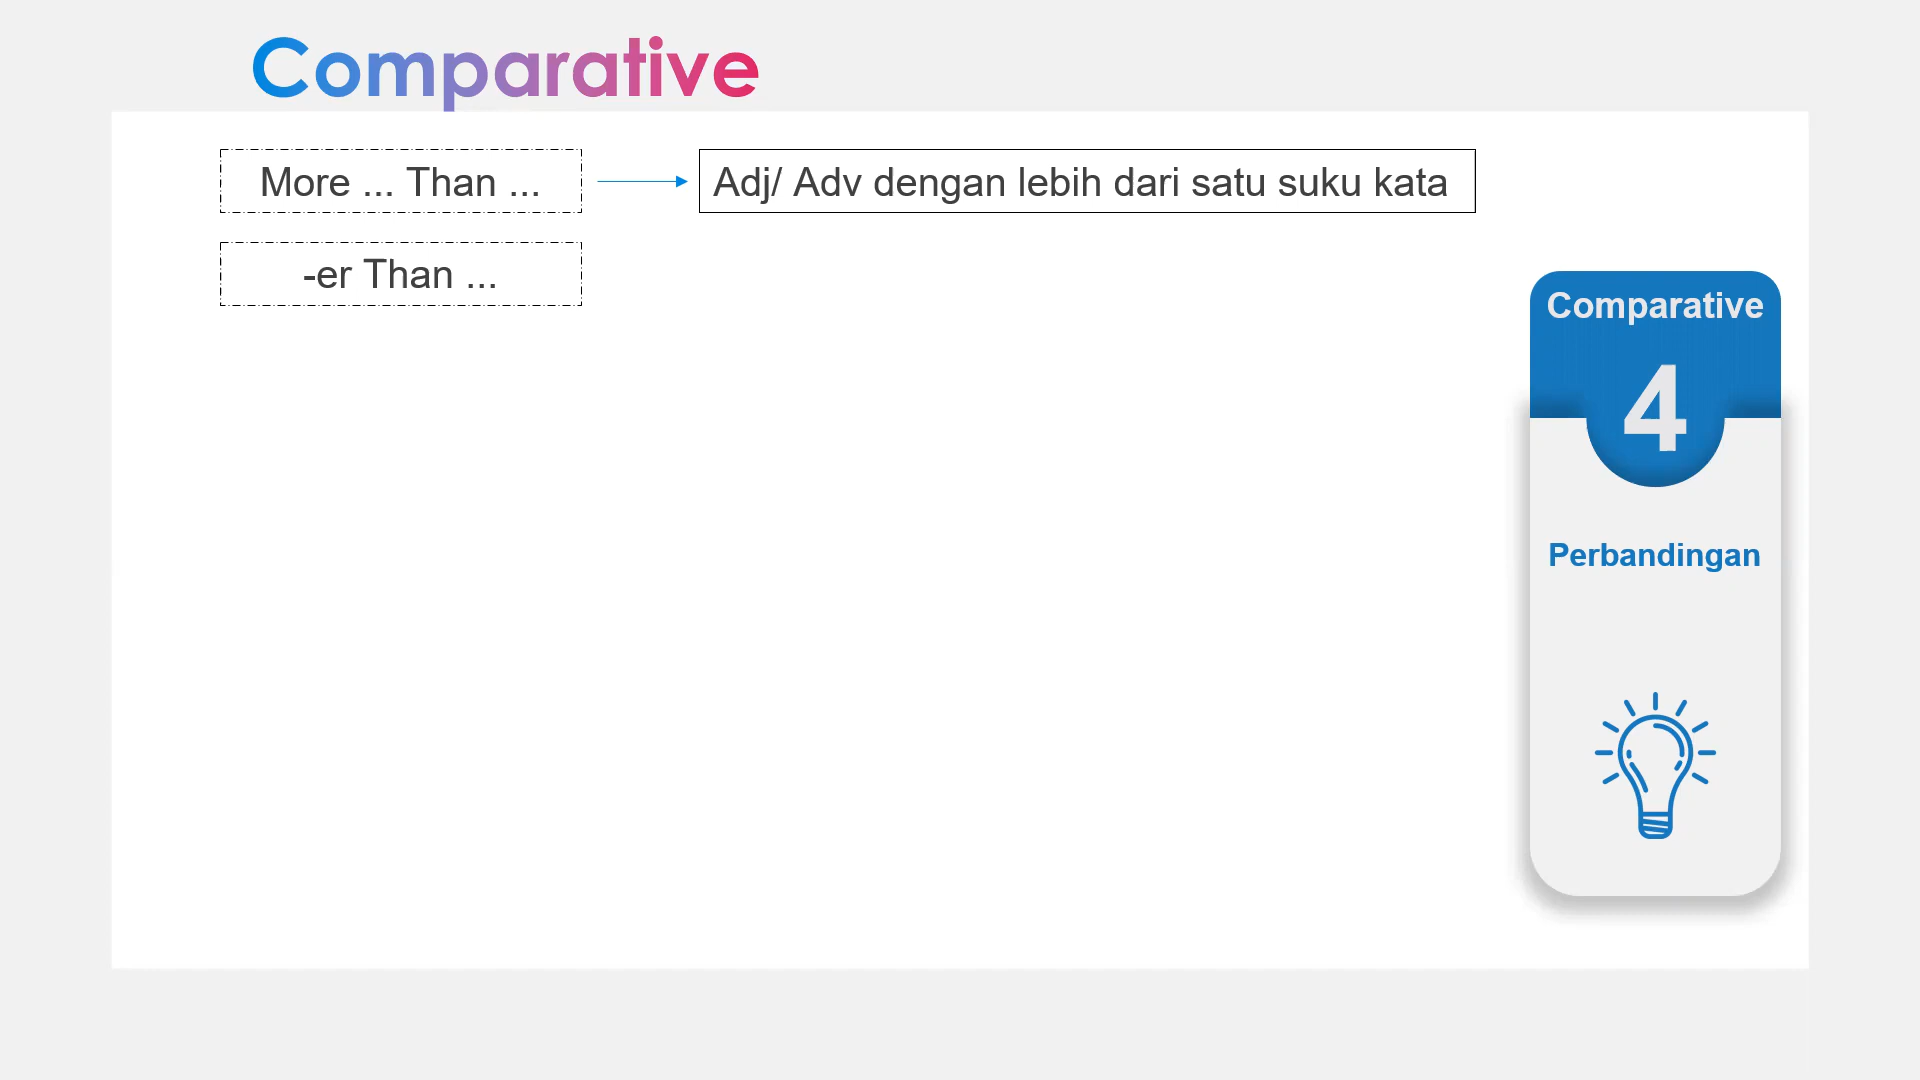 Comparative
More ... Than ...
Adj/ Adv dengan lebih dari satu suku kata
-er Than ...
Comparative
4
Perbandingan